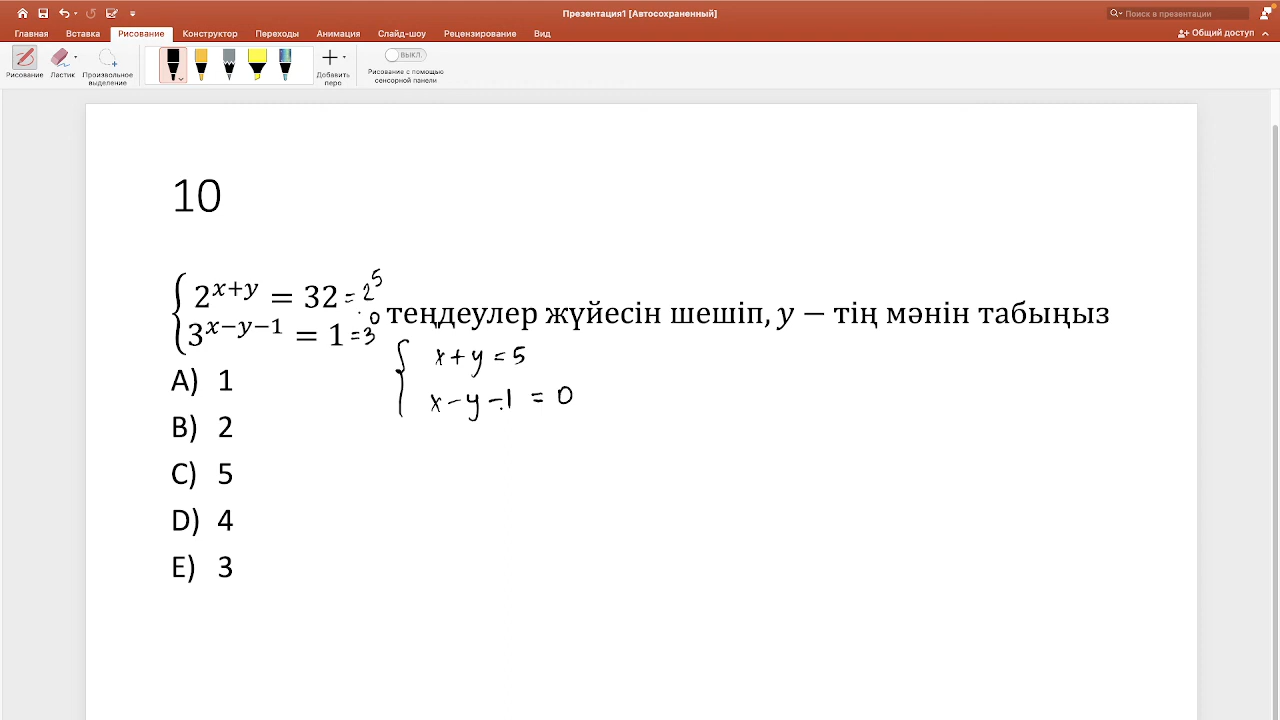 Презентация1 [Автосохраненный]
Поиск в презентации
Главная Вставка Рисование Конструктор Переходы Анимация Слайд-шоу Рецензирование Вид Общий доступ
ВЫКЛ.
Рисование Ластик Произвольное выделение Добавить перо Рисование с помощью сенсорной панели
10
{ 2^{x+y} = 32 = 2^5
3^{x−y−1} = 1 = 3^0 теңдеулер жүйесін шешіп, y − тің мәнін табыңыз
{ x + y = 5
x − y − 1 = 0
A) 1
B) 2
C) 5
D) 4
E) 3